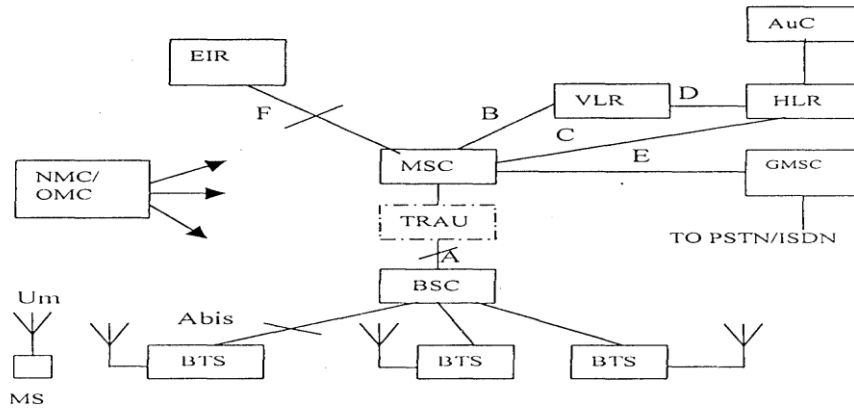 AuC
EIR
F
B
VLR
D
HLR
C
E
MSC
GMSC
NMC/
OMC
TRAU
TO PSTN/ISDN
A
BSC
Um
Abis
BTS
BTS
BTS
MS